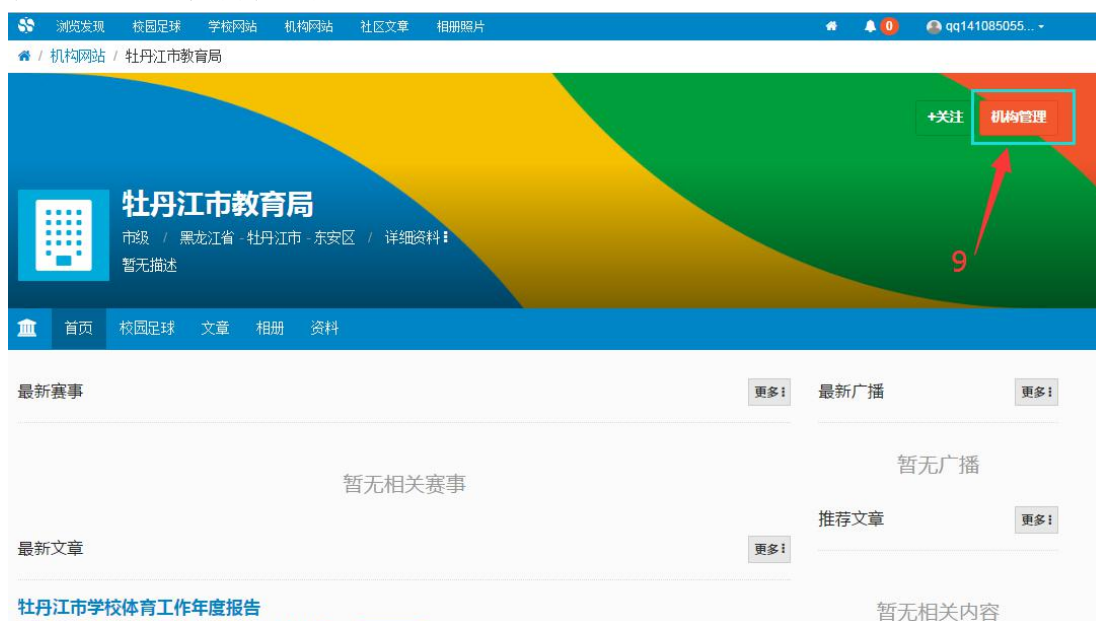 浏览发现 校园足球 学校网站 机构网站 社区文章 相册照片 0 qq141085055...
/ 机构网站 / 牡丹江市教育局
+关注 机构管理
牡丹江市教育局
市级 / 黑龙江省 - 牡丹江市 - 东安区 / 详细资料
暂无描述
9
首页 校园足球 文章 相册 资料
最新赛事 更多
暂无相关赛事
最新文章 更多
牡丹江市学校体育工作年度报告
最新广播 更多
暂无广播
推荐文章 更多
暂无相关内容